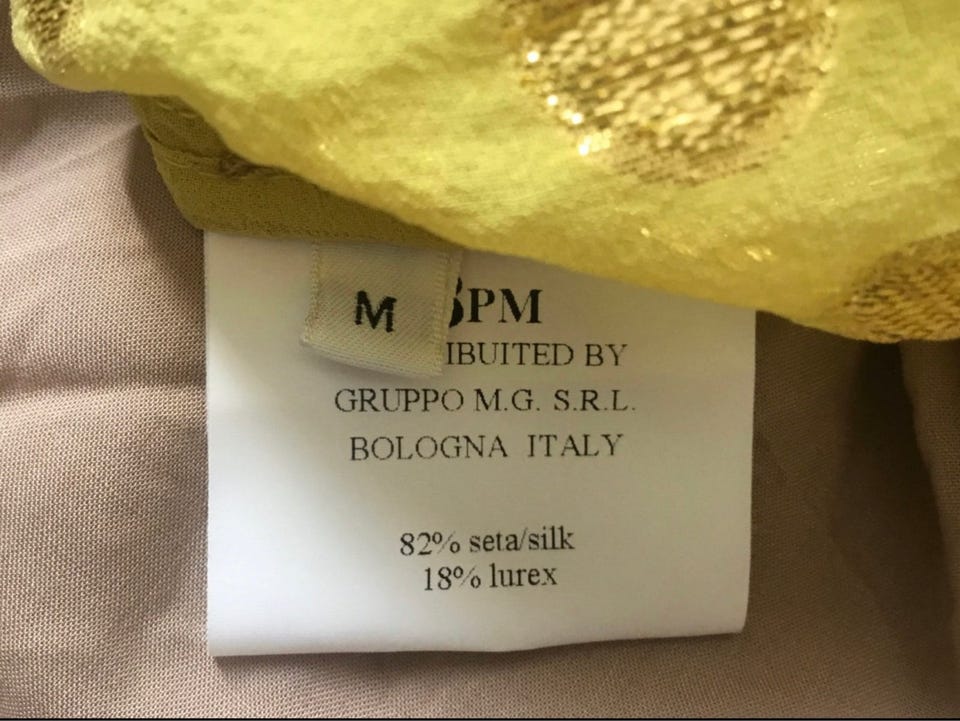 M
PM
IBUITED BY
GRUPPO M.G. S.R.L.
BOLOGNA ITALY
82% seta/silk
18% lurex